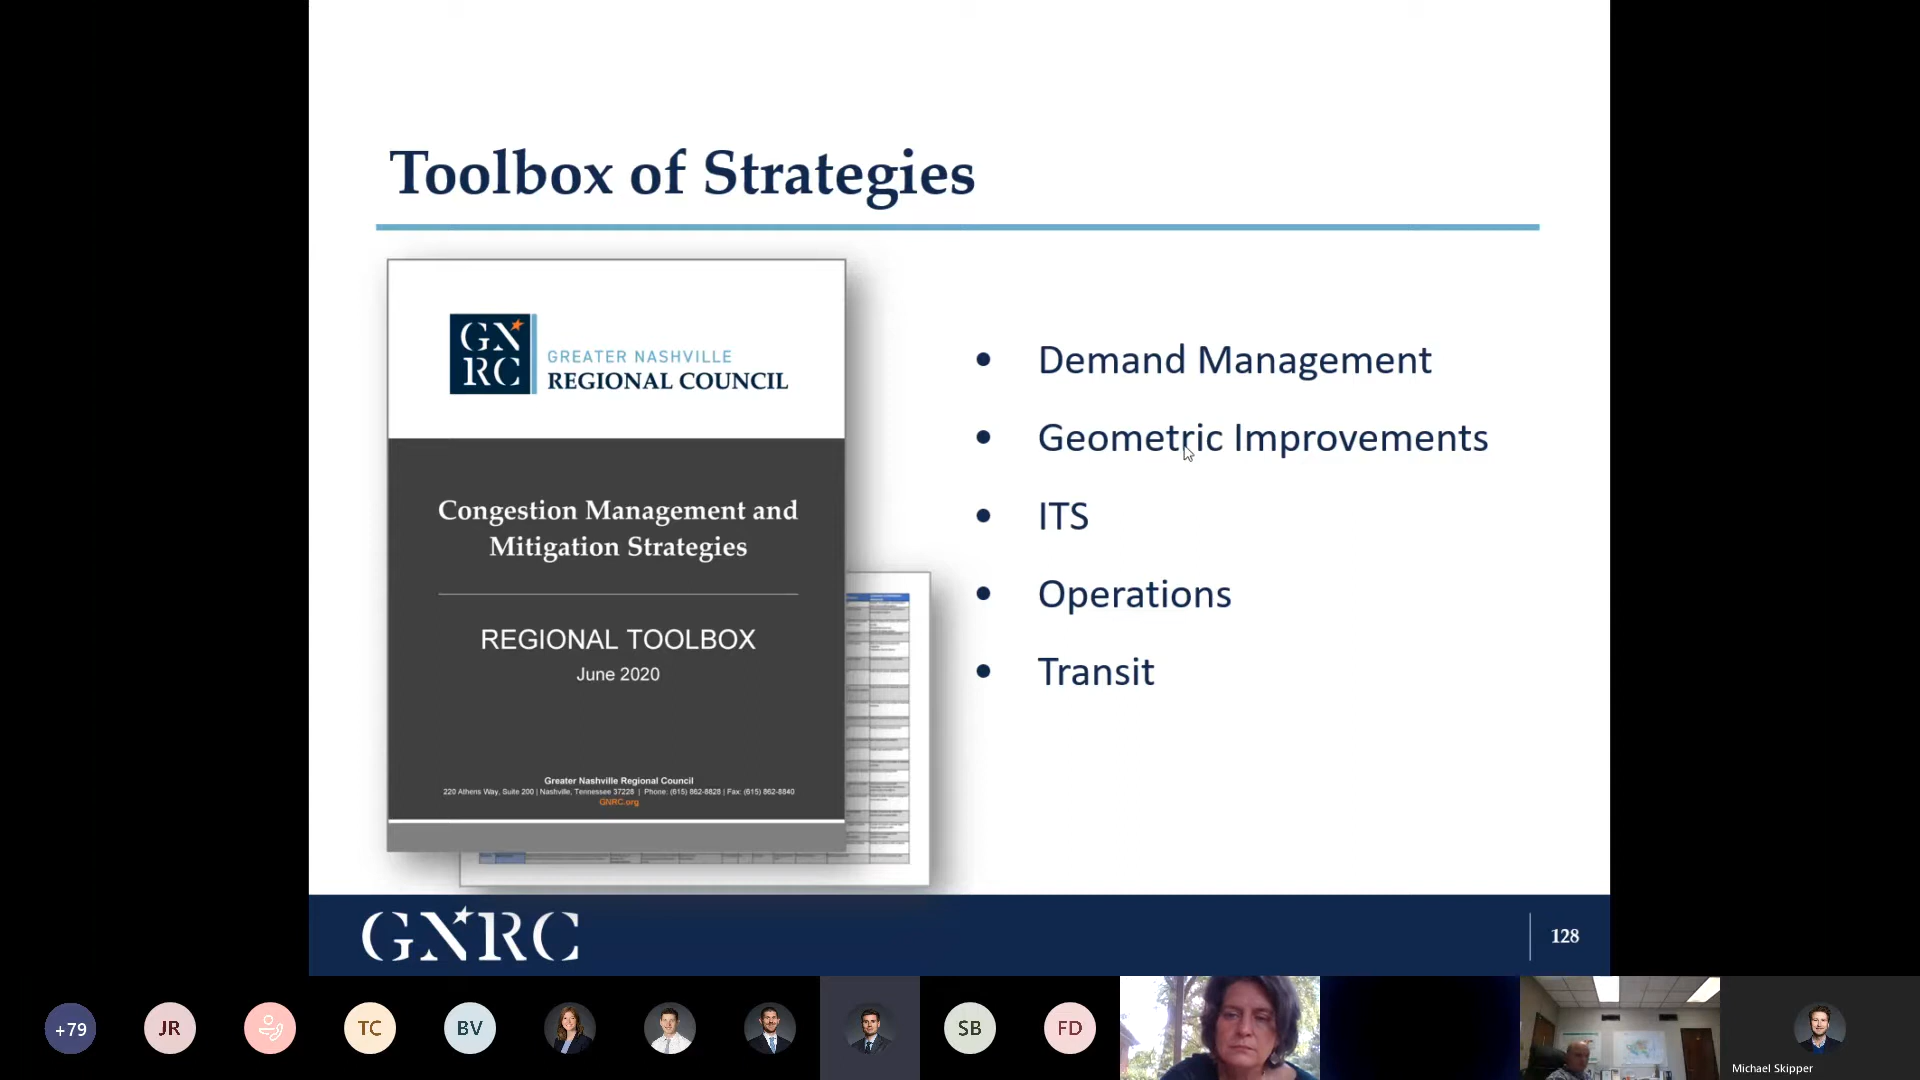 Toolbox of Strategies
GN
RC
GREATER NASHVILLE
REGIONAL COUNCIL
Congestion Management and
Mitigation Strategies
REGIONAL TOOLBOX
June 2020
Greater Nashville Regional Council
220 Athens Way, Suite 200 | Nashville, Tennessee 37228 | Phone: (615) 862-8828 | Fax: (615) 862-8840
GNRC.org
• Demand Management
• Geometric Improvements
• ITS
• Operations
• Transit
GNRC
128
+79
JR
TC
BV
SB
FD
Michael Skipper